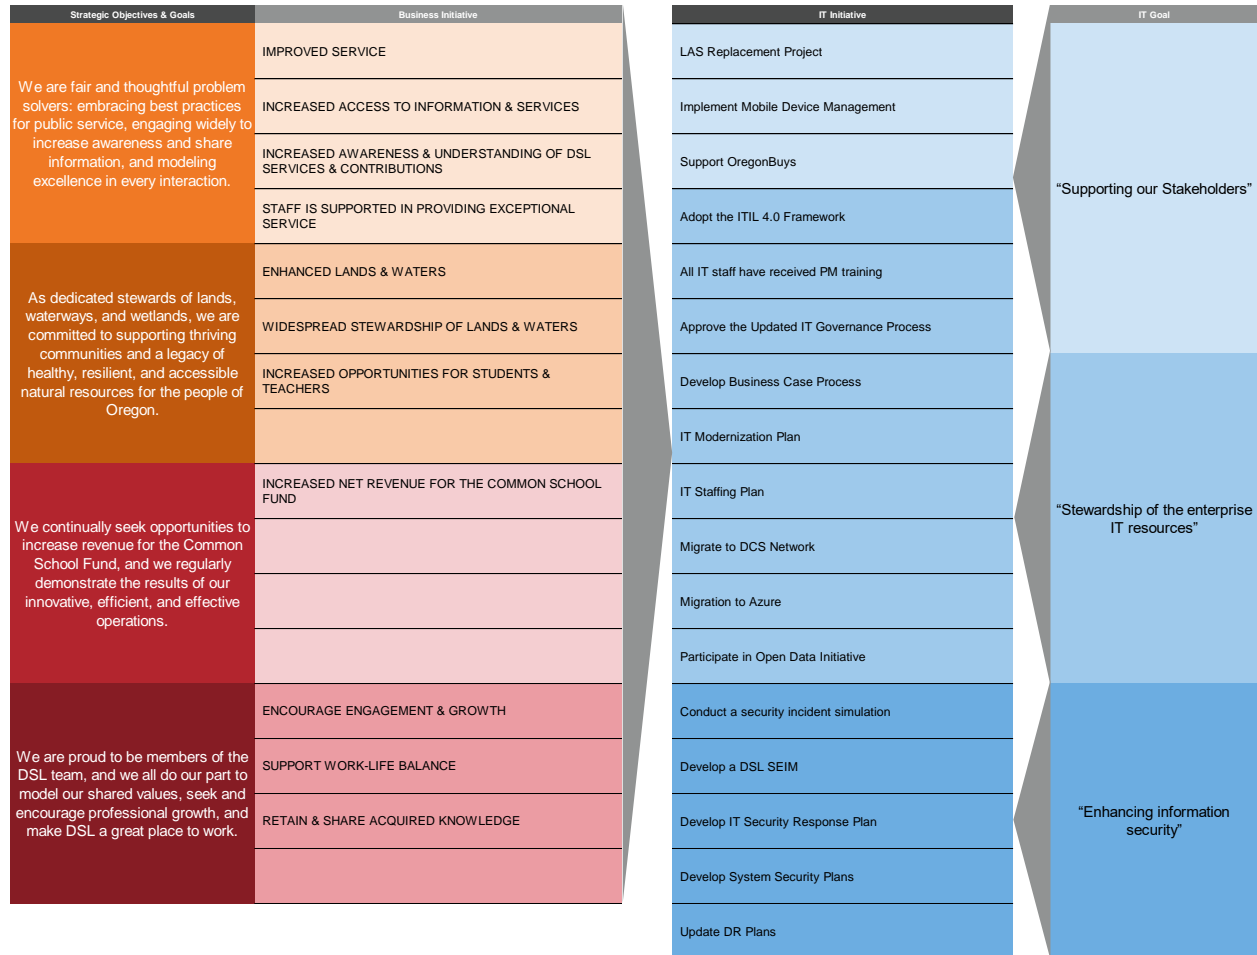 Strategic Objectives & Goals
Business Initiative
IT Initiative
IT Goal
We are fair and thoughtful problem
solvers: embracing best practices
for public service, engaging widely to
increase awareness and share
information, and modeling
excellence in every interaction.
IMPROVED SERVICE
INCREASED ACCESS TO INFORMATION & SERVICES
INCREASED AWARENESS & UNDERSTANDING OF DSL
SERVICES & CONTRIBUTIONS
STAFF IS SUPPORTED IN PROVIDING EXCEPTIONAL
SERVICE
As dedicated stewards of lands,
waterways, and wetlands, we are
committed to supporting thriving
communities and a legacy of
healthy, resilient, and accessible
natural resources for the people of
Oregon.
ENHANCED LANDS & WATERS
WIDESPREAD STEWARDSHIP OF LANDS & WATERS
INCREASED OPPORTUNITIES FOR STUDENTS &
TEACHERS
We continually seek opportunities to
increase revenue for the Common
School Fund, and we regularly
demonstrate the results of our
innovative, efficient, and effective
operations.
INCREASED NET REVENUE FOR THE COMMON SCHOOL
FUND
We are proud to be members of the
DSL team, and we all do our part to
model our shared values, seek and
encourage professional growth, and
make DSL a great place to work.
ENCOURAGE ENGAGEMENT & GROWTH
SUPPORT WORK-LIFE BALANCE
RETAIN & SHARE ACQUIRED KNOWLEDGE
LAS Replacement Project
Implement Mobile Device Management
Support OregonBuys
Adopt the ITIL 4.0 Framework
All IT staff have received PM training
Approve the Updated IT Governance Process
Develop Business Case Process
IT Modernization Plan
IT Staffing Plan
Migrate to DCS Network
Migration to Azure
Participate in Open Data Initiative
Conduct a security incident simulation
Develop a DSL SEIM
Develop IT Security Response Plan
Develop System Security Plans
Update DR Plans
“Supporting our Stakeholders”
“Stewardship of the enterprise
IT resources”
“Enhancing information
security”